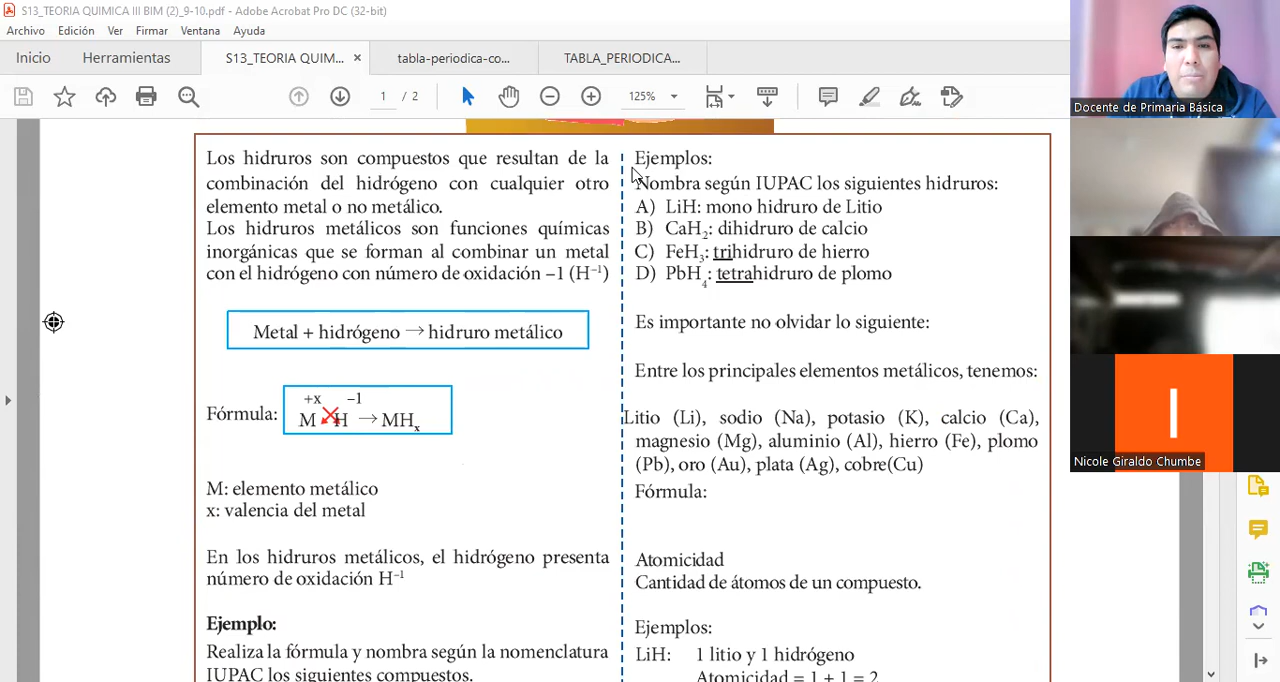 S13_TEORIA QUIMICA III BIM (2)_9-10.pdf - Adobe Acrobat Pro DC (32-bit)
Archivo Edición Ver Firmar Ventana Ayuda
Inicio Herramientas S13_TEORIA QUIM... × tabla-periodica-co... TABLA_PERIODICA...
1 / 2 125%
Los hidruros son compuestos que resultan de la
combinación del hidrógeno con cualquier otro
elemento metal o no metálico.
Los hidruros metálicos son funciones químicas
inorgánicas que se forman al combinar un metal
con el hidrógeno con número de oxidación –1 (H⁻¹)
Metal + hidrógeno → hidruro metálico
+x –1
Fórmula: M H → MHₓ
M: elemento metálico
x: valencia del metal
En los hidruros metálicos, el hidrógeno presenta
número de oxidación H⁻¹
Ejemplo:
Realiza la fórmula y nombra según la nomenclatura
IUPAC los siguientes compuestos.
Ejemplos:
Nombra según IUPAC los siguientes hidruros:
A) LiH: mono hidruro de Litio
B) CaH₂: dihidruro de calcio
C) FeH₃: trihidruro de hierro
D) PbH₄: tetrahidruro de plomo
Es importante no olvidar lo siguiente:
Entre los principales elementos metálicos, tenemos:
Litio (Li), sodio (Na), potasio (K), calcio (Ca),
magnesio (Mg), aluminio (Al), hierro (Fe), plomo
(Pb), oro (Au), plata (Ag), cobre(Cu)
Fórmula:
Atomicidad
Cantidad de átomos de un compuesto.
Ejemplos:
LiH: 1 litio y 1 hidrógeno
Atomicidad = 1 + 1 = 2
Docente de Primaria Básica
I
Nicole Giraldo Chumbe